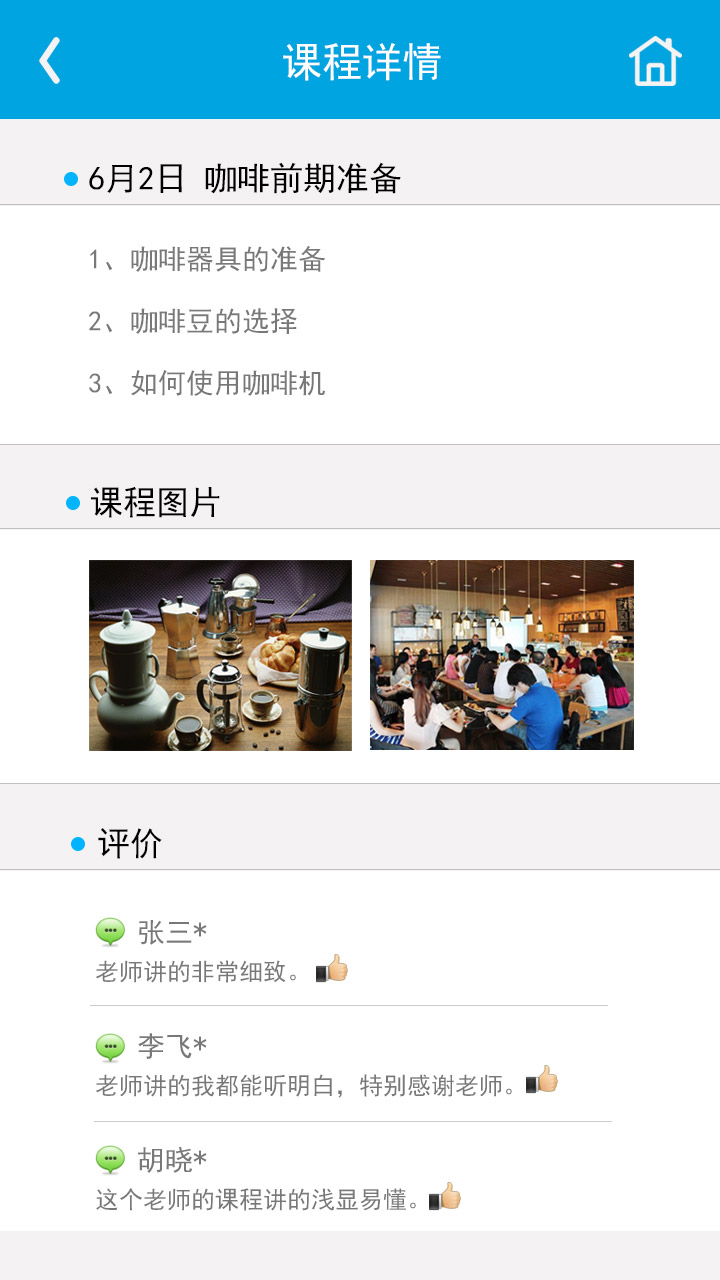 课程详情
6月2日 咖啡前期准备
1、咖啡器具的准备
2、咖啡豆的选择
3、如何使用咖啡机
课程图片
评价
张三*
老师讲的非常细致。
李飞*
老师讲的我都能听明白，特别感谢老师。
胡晓*
这个老师的课程讲的浅显易懂。